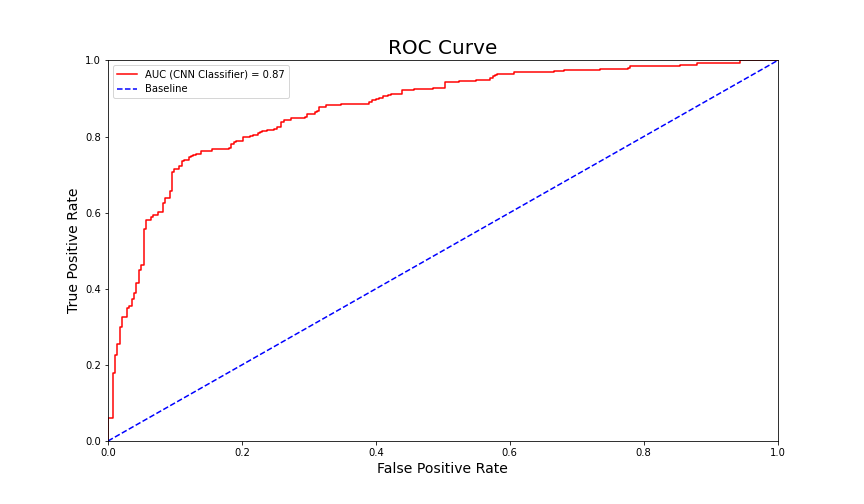 ROC Curve
1.0
AUC (CNN Classifier) = 0.87
Baseline
0.8
0.6
True Positive Rate
0.4
0.2
0.0
0.0 0.2 0.4 0.6 0.8 1.0
False Positive Rate